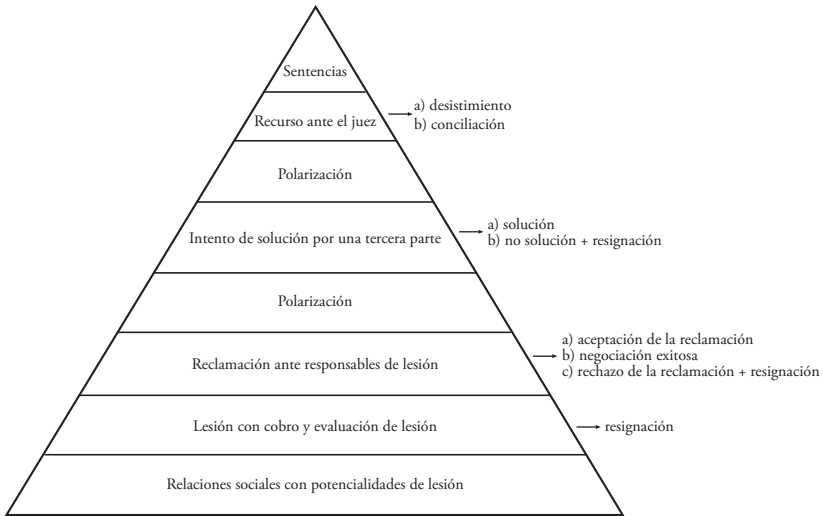 Sentencias
Recurso ante el juez
a) desistimiento
b) conciliación
Polarización
Intento de solución por una tercera parte
a) solución
b) no solución + resignación
Polarización
Reclamación ante responsables de lesión
a) aceptación de la reclamación
b) negociación exitosa
c) rechazo de la reclamación + resignación
Lesión con cobro y evaluación de lesión
resignación
Relaciones sociales con potencialidades de lesión